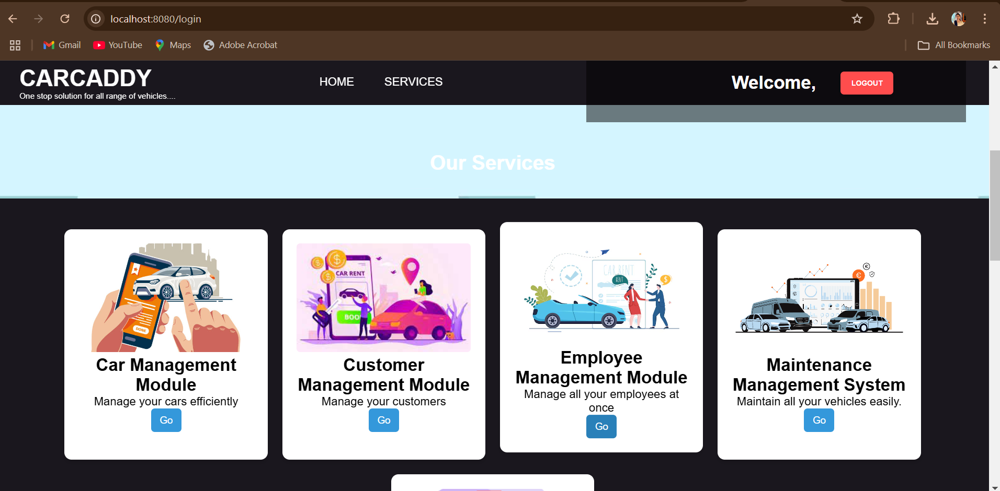 localhost:8080/login
Gmail YouTube Maps Adobe Acrobat All Bookmarks
CARCADDY
One stop solution for all range of vehicles....
HOME SERVICES
Welcome,
LOGOUT
Our Services
CAR RENT
BOO
DONE
CAR RENT
RENT
Car Management
Module
Manage your cars efficiently
Go
Customer
Management Module
Manage your customers
Go
Employee
Management Module
Manage all your employees at
once
Go
Maintenance
Management System
Maintain all your vehicles easily.
Go